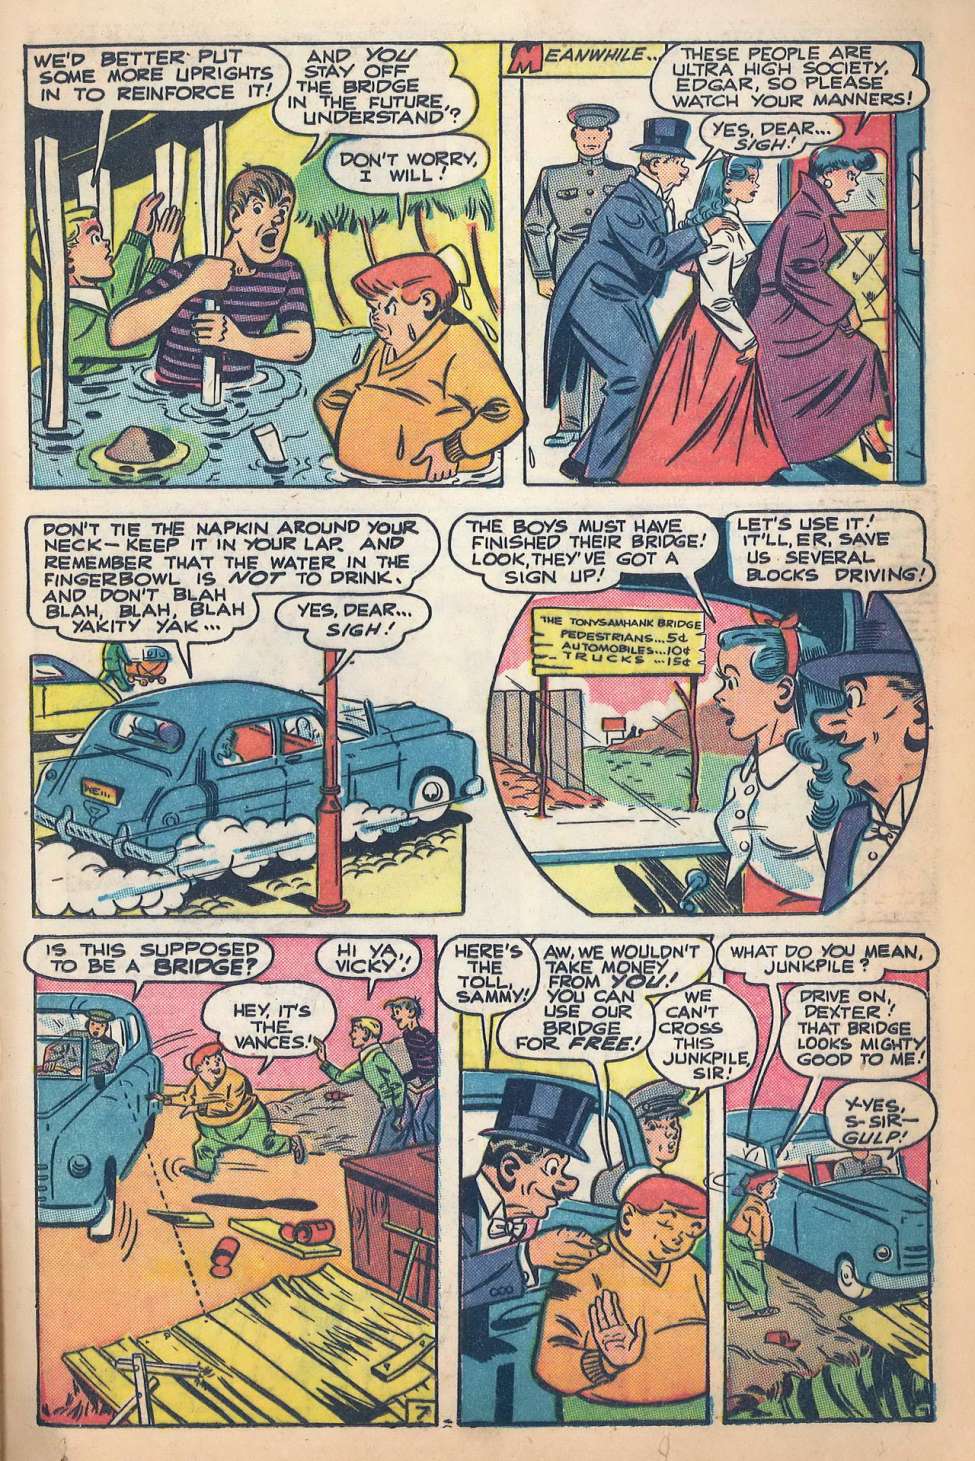 WE'D BETTER PUT
SOME MORE UPRIGHTS
IN TO REINFORCE IT!
AND YOU
STAY OFF
THE BRIDGE
IN THE FUTURE,
UNDERSTAND?
DON'T WORRY,
I WILL!
MEANWHILE...
THESE PEOPLE ARE
ULTRA HIGH SOCIETY,
EDGAR, SO PLEASE
WATCH YOUR MANNERS!
YES, DEAR...
SIGH!
DON'T TIE THE NAPKIN AROUND YOUR
NECK—KEEP IT IN YOUR LAP. AND
REMEMBER THAT THE WATER IN THE
FINGERBOWL IS NOT TO DRINK.
AND DON'T BLAH
BLAH, BLAH, BLAH
YAKITY YAK...
YES, DEAR...
SIGH!
THE BOYS MUST HAVE
FINISHED THEIR BRIDGE!
LOOK, THEY'VE GOT A
SIGN UP!
LET'S USE IT!
IT'LL, ER, SAVE
US SEVERAL
BLOCKS DRIVING!
THE TONYSAMHANK BRIDGE
PEDESTRIANS...5¢
AUTOMOBILES...10¢
TRUCKS ...15¢
IS THIS SUPPOSED
TO BE A BRIDGE?
HI YA,
VICKY!
HEY, IT'S
THE
VANCES!
7
HERE'S
THE
TOLL,
SAMMY!
AW, WE WOULDN'T
TAKE MONEY
FROM YOU!
YOU CAN
USE OUR
BRIDGE
FOR FREE!
WE
CAN'T
CROSS
THIS
JUNKPILE,
SIR!
WHAT DO YOU MEAN,
JUNKPILE?
DRIVE ON,
DEXTER!
THAT BRIDGE
LOOKS MIGHTY
GOOD TO ME!
Y-YES,
S-SIR—
GULP!